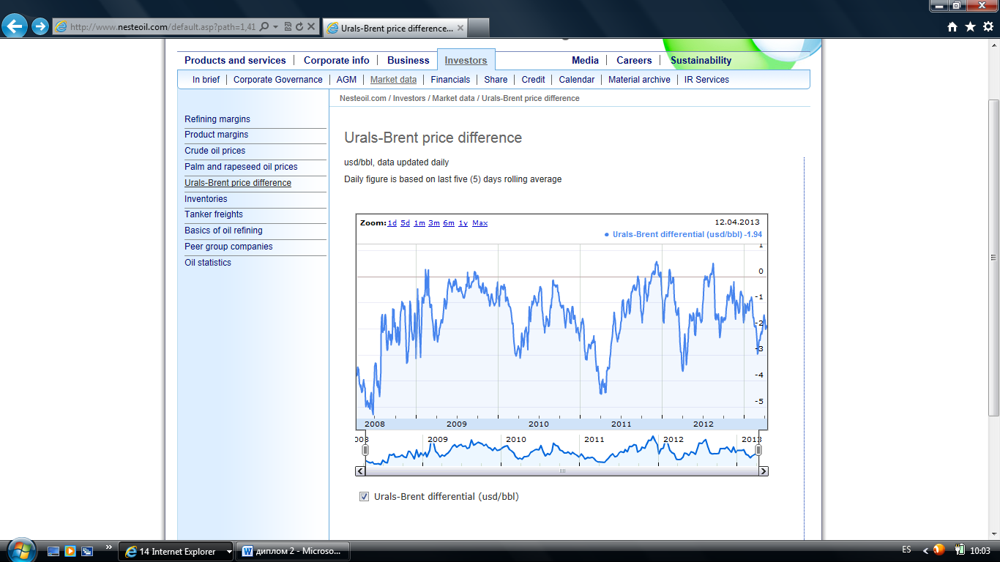 http://www.nesteoil.com/default.asp?path=1,41
Urals-Brent price difference...
Products and services Corporate info Business Investors Media Careers Sustainability
In brief Corporate Governance AGM Market data Financials Share Credit Calendar Material archive IR Services
Nesteoil.com / Investors / Market data / Urals-Brent price difference
Refining margins
Product margins
Crude oil prices
Palm and rapeseed oil prices
Urals-Brent price difference
Inventories
Tanker freights
Basics of oil refining
Peer group companies
Oil statistics
Urals-Brent price difference
usd/bbl, data updated daily
Daily figure is based on last five (5) days rolling average
Zoom: 1d 5d 1m 3m 6m 1y Max 12.04.2013
Urals-Brent differential (usd/bbl) -1.94
1
0
-1
-2
-3
-4
-5
2008 2009 2010 2011 2012
008 2009 2010 2011 2012 2013
Urals-Brent differential (usd/bbl)
14 Internet Explorer диплом 2 - Microso... ES 10:03